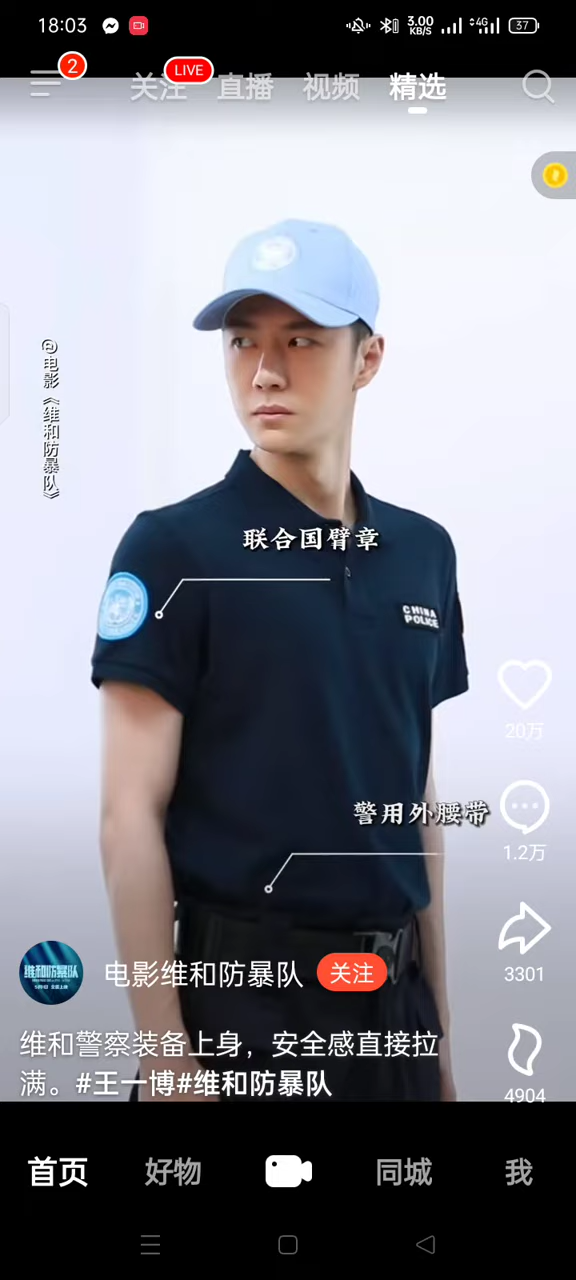 18:03
3.00
KB/S
4G
37
2
关注
LIVE
直播
视频
精选
@电影《维和防暴队》
联合国臂章
CHINA
POLICE
20万
警用外腰带
1.2万
3301
维和防暴队
电影维和防暴队
关注
维和警察装备上身，安全感直接拉
满。#王一博#维和防暴队
4904
首页
好物
同城
我